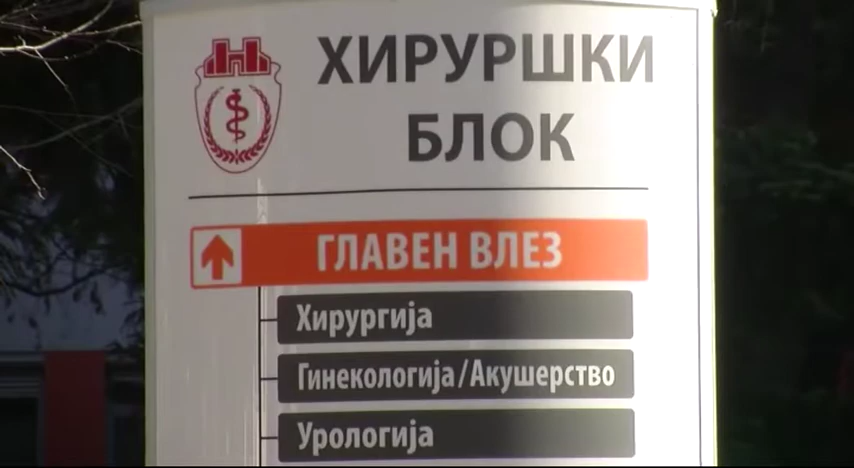 ХИРУРШКИ
БЛОК
ГЛАВЕН ВЛЕЗ
Хирургија
Гинекологија/Акушерство
Урологија